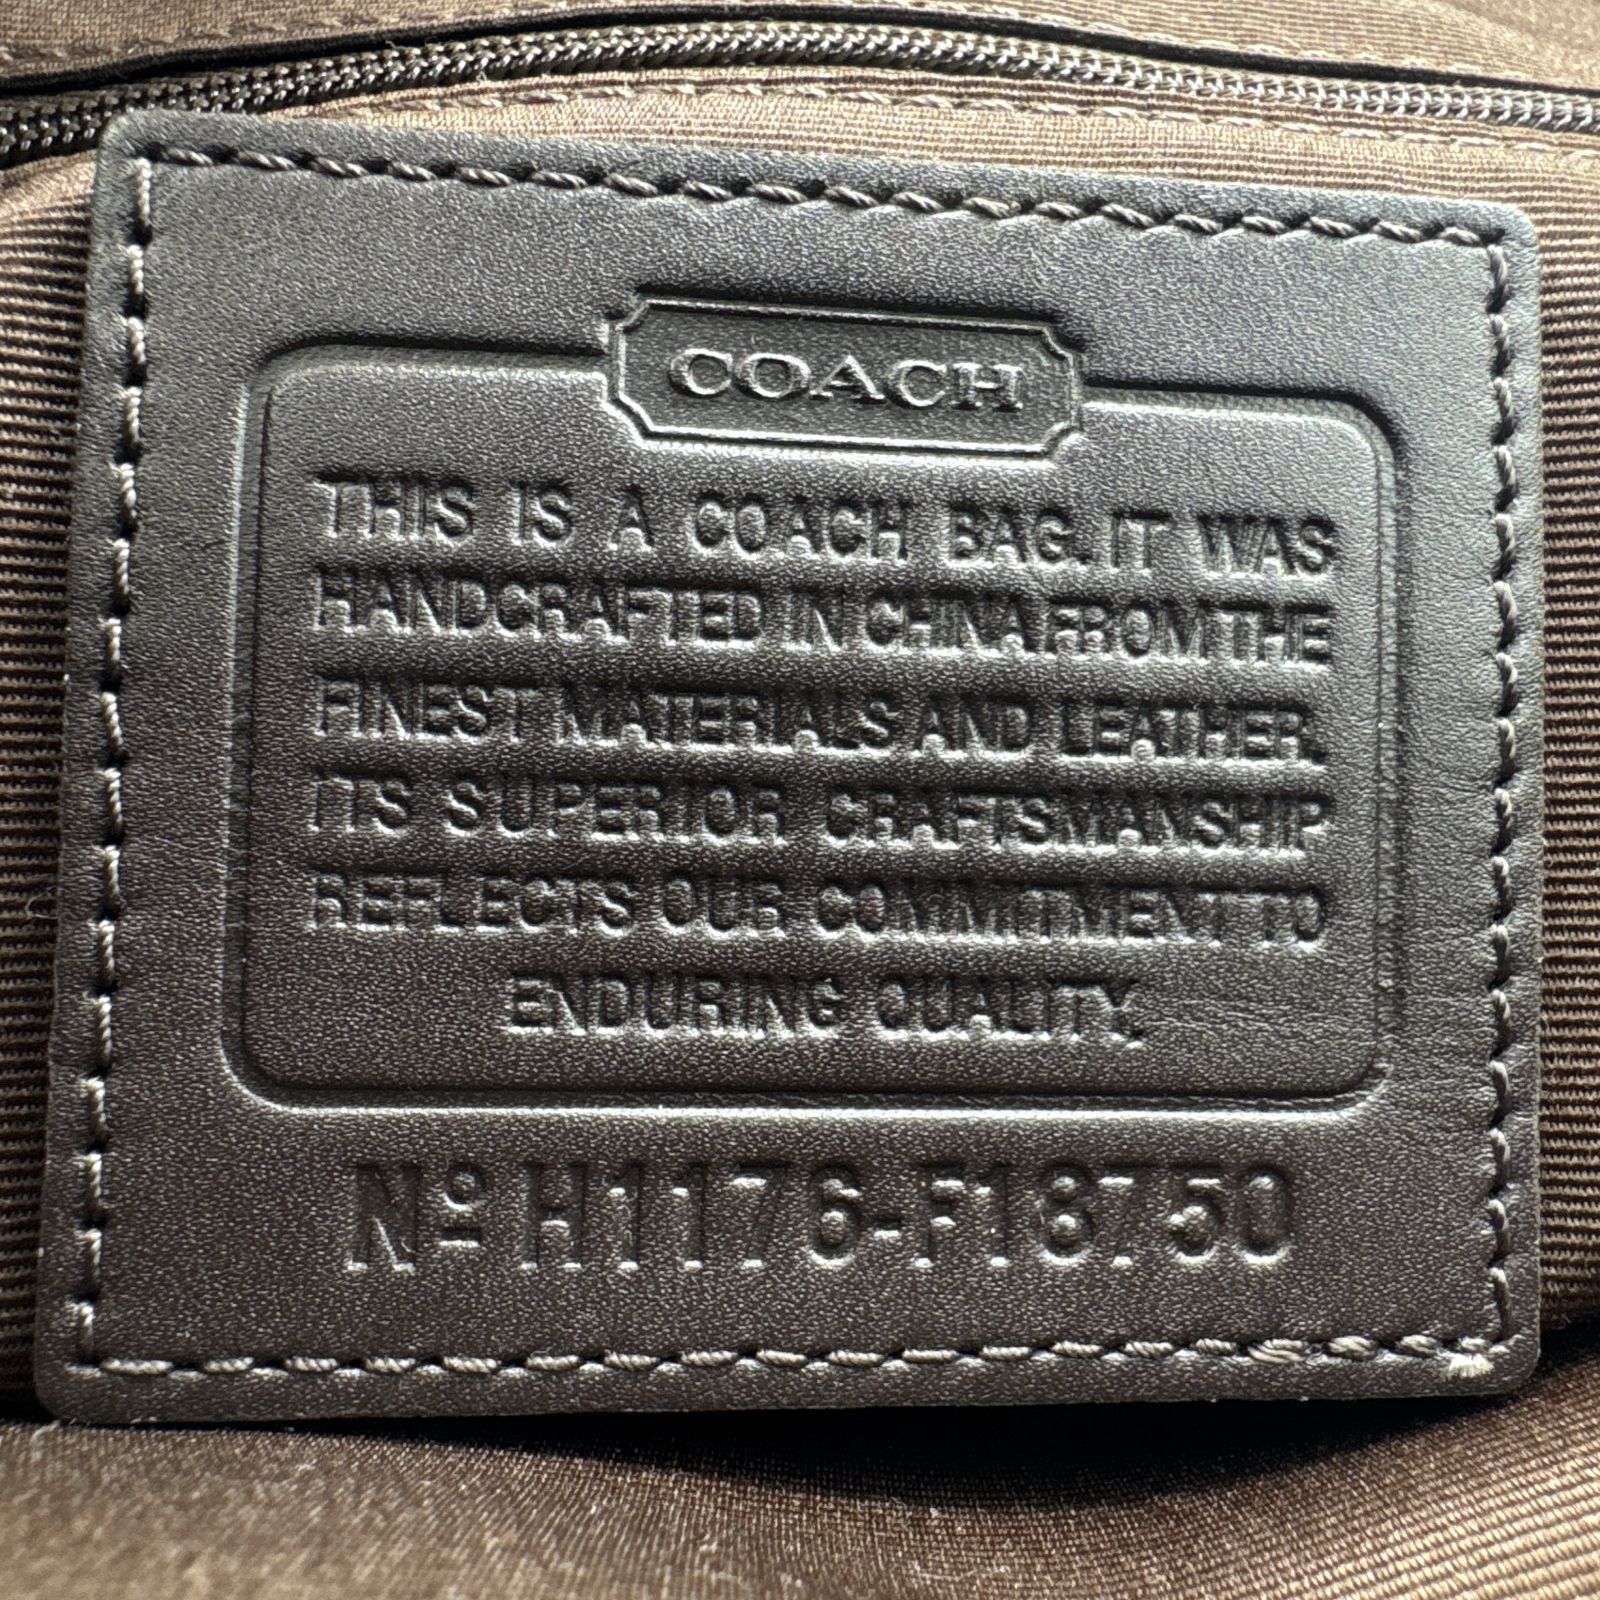 COACH
THIS IS A COACH BAG. IT WAS
HANDCRAFTED IN CHINA FROM THE
FINEST MATERIALS AND LEATHER.
ITS SUPERIOR CRAFTSMANSHIP
REFLECTS OUR COMMITMENT TO
ENDURING QUALITY.
Nº H1176-F18750